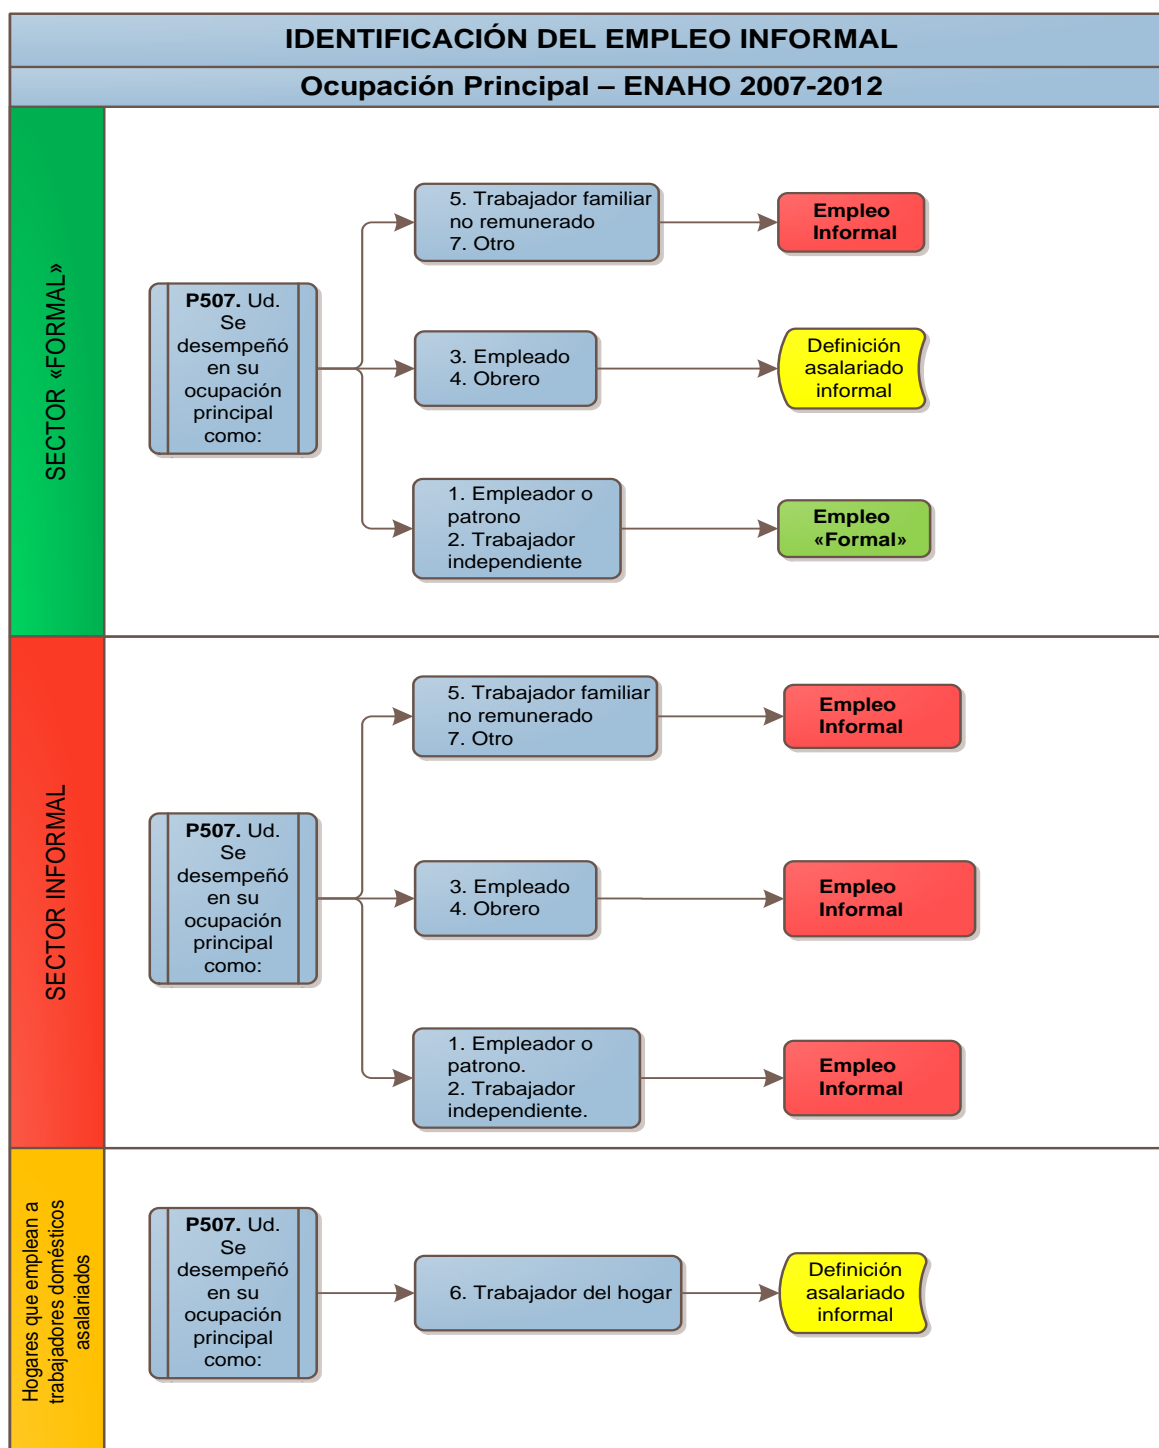 IDENTIFICACIÓN DEL EMPLEO INFORMAL
Ocupación Principal – ENAHO 2007-2012
SECTOR «FORMAL»
P507. Ud.
Se
desempeñó
en su
ocupación
principal
como:
5. Trabajador familiar
no remunerado
7. Otro
Empleo
Informal
3. Empleado
4. Obrero
Definición
asalariado
informal
1. Empleador o
patrono
2. Trabajador
independiente
Empleo
«Formal»
SECTOR INFORMAL
P507. Ud.
Se
desempeñó
en su
ocupación
principal
como:
5. Trabajador familiar
no remunerado
7. Otro
Empleo
Informal
3. Empleado
4. Obrero
Empleo
Informal
1. Empleador o
patrono.
2. Trabajador
independiente.
Empleo
Informal
Hogares que emplean a
trabajadores domésticos
asalariados
P507. Ud.
Se
desempeñó
en su
ocupación
principal
como:
6. Trabajador del hogar
Definición
asalariado
informal